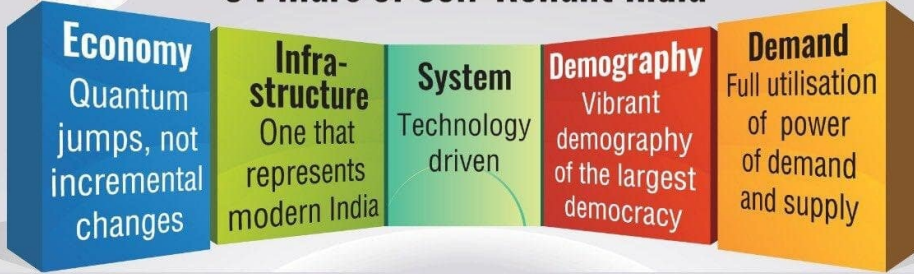 Economy
Quantum
jumps, not
incremental
changes
Infra-
structure
One that
represents
modern India
System
Technology
driven
Demography
Vibrant
demography
of the largest
democracy
Demand
Full utilisation
of power
of demand
and supply